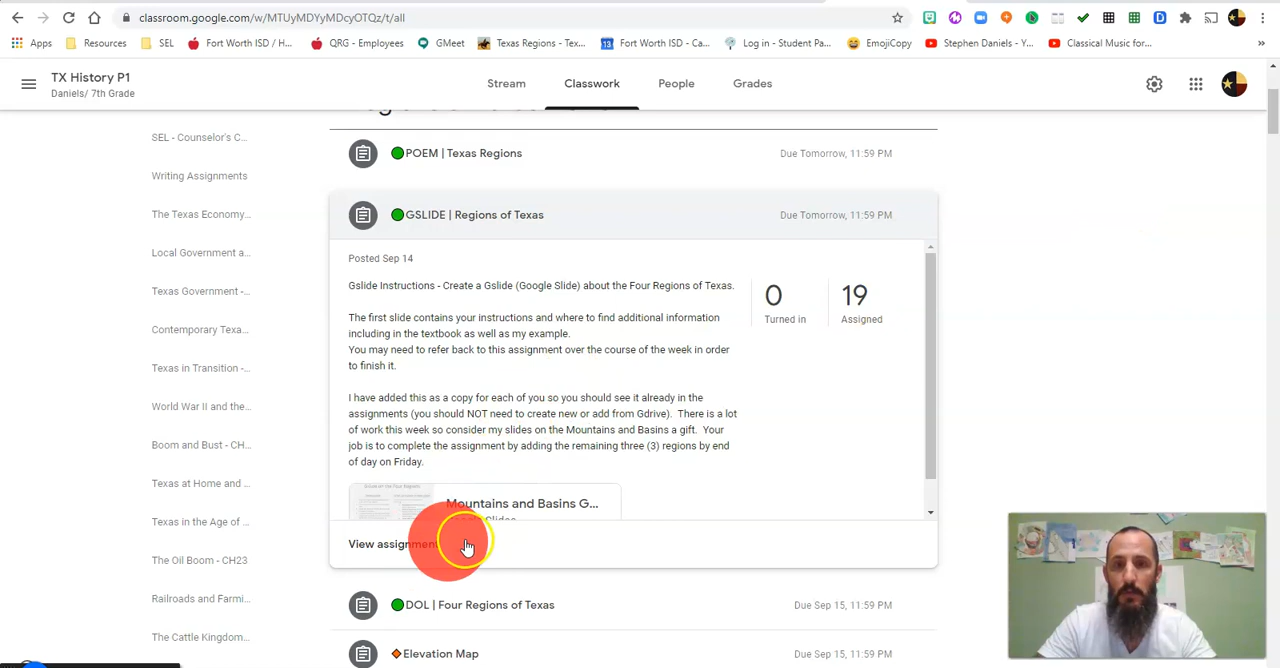 classroom.google.com/w/MTUyMDYyMDcyOTQz/t/all
Apps
Resources
SEL
Fort Worth ISD / H...
QRG - Employees
GMeet
Texas Regions - Tex...
Fort Worth ISD - Ca...
Log in - Student Pa...
EmojiCopy
Stephen Daniels - Y...
Classical Music for...
»
TX History P1
Daniels/ 7th Grade
Stream
Classwork
People
Grades
SEL - Counselor's C...
Writing Assignments
The Texas Economy...
Local Government a...
Texas Government -...
Contemporary Texa...
Texas in Transition -...
World War II and the...
Boom and Bust - CH...
Texas at Home and ...
Texas in the Age of ...
The Oil Boom - CH23
Railroads and Farmi...
The Cattle Kingdom...
POEM | Texas Regions
Due Tomorrow, 11:59 PM
GSLIDE | Regions of Texas
Due Tomorrow, 11:59 PM
Posted Sep 14
Gslide Instructions - Create a Gslide (Google Slide) about the Four Regions of Texas.
The first slide contains your instructions and where to find additional information
including in the textbook as well as my example.
You may need to refer back to this assignment over the course of the week in order
to finish it.
I have added this as a copy for each of you so you should see it already in the
assignments (you should NOT need to create new or add from Gdrive). There is a lot
of work this week so consider my slides on the Mountains and Basins a gift. Your
job is to complete the assignment by adding the remaining three (3) regions by end
of day on Friday.
0
Turned in
19
Assigned
Mountains and Basins G...
View assignment
DOL | Four Regions of Texas
Due Sep 15, 11:59 PM
Elevation Map
Due Sep 15, 11:59 PM